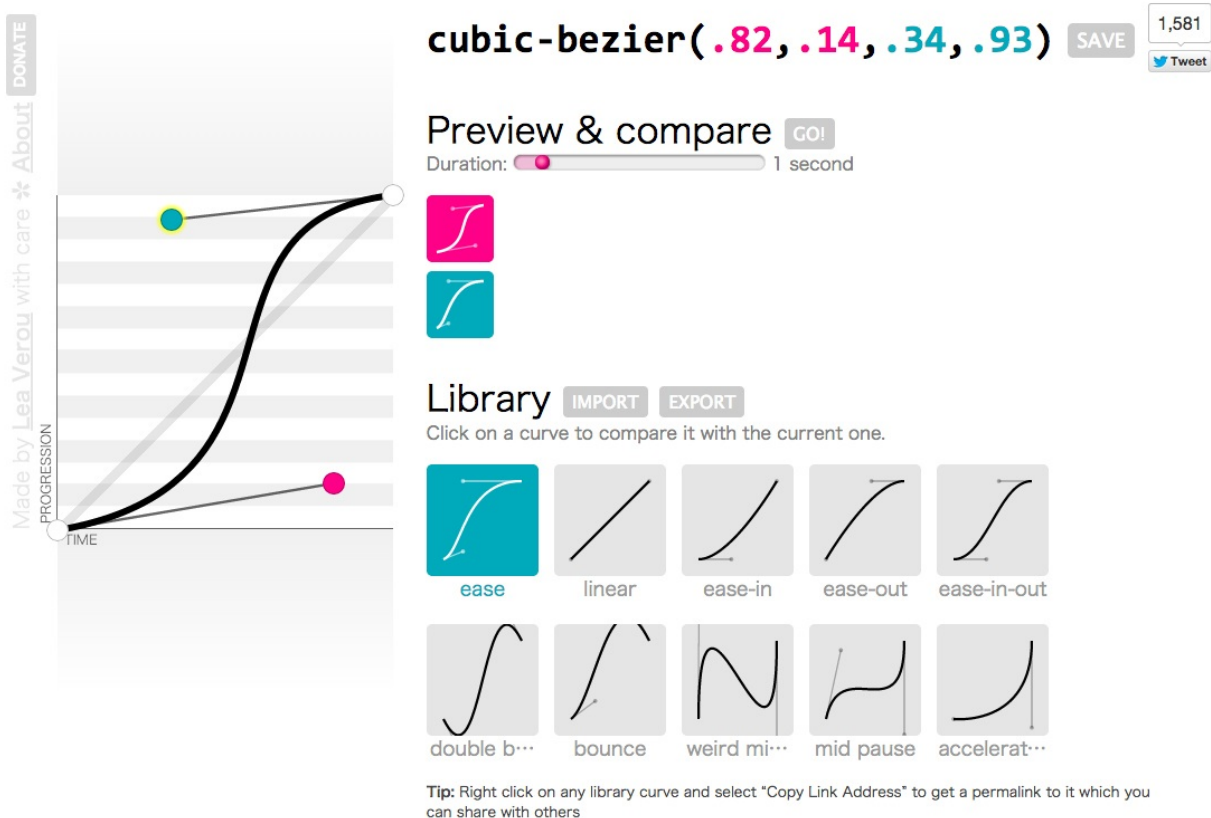 Made by Lea Verou with care * About DONATE
cubic-bezier(.82,.14,.34,.93) SAVE
1,581
Tweet
Preview & compare GO!
Duration: 1 second
PROGRESSION
TIME
Library IMPORT EXPORT
Click on a curve to compare it with the current one.
ease linear ease-in ease-out ease-in-out
double b⋯ bounce weird mi⋯ mid pause accelerat⋯
Tip: Right click on any library curve and select "Copy Link Address" to get a permalink to it which you
can share with others